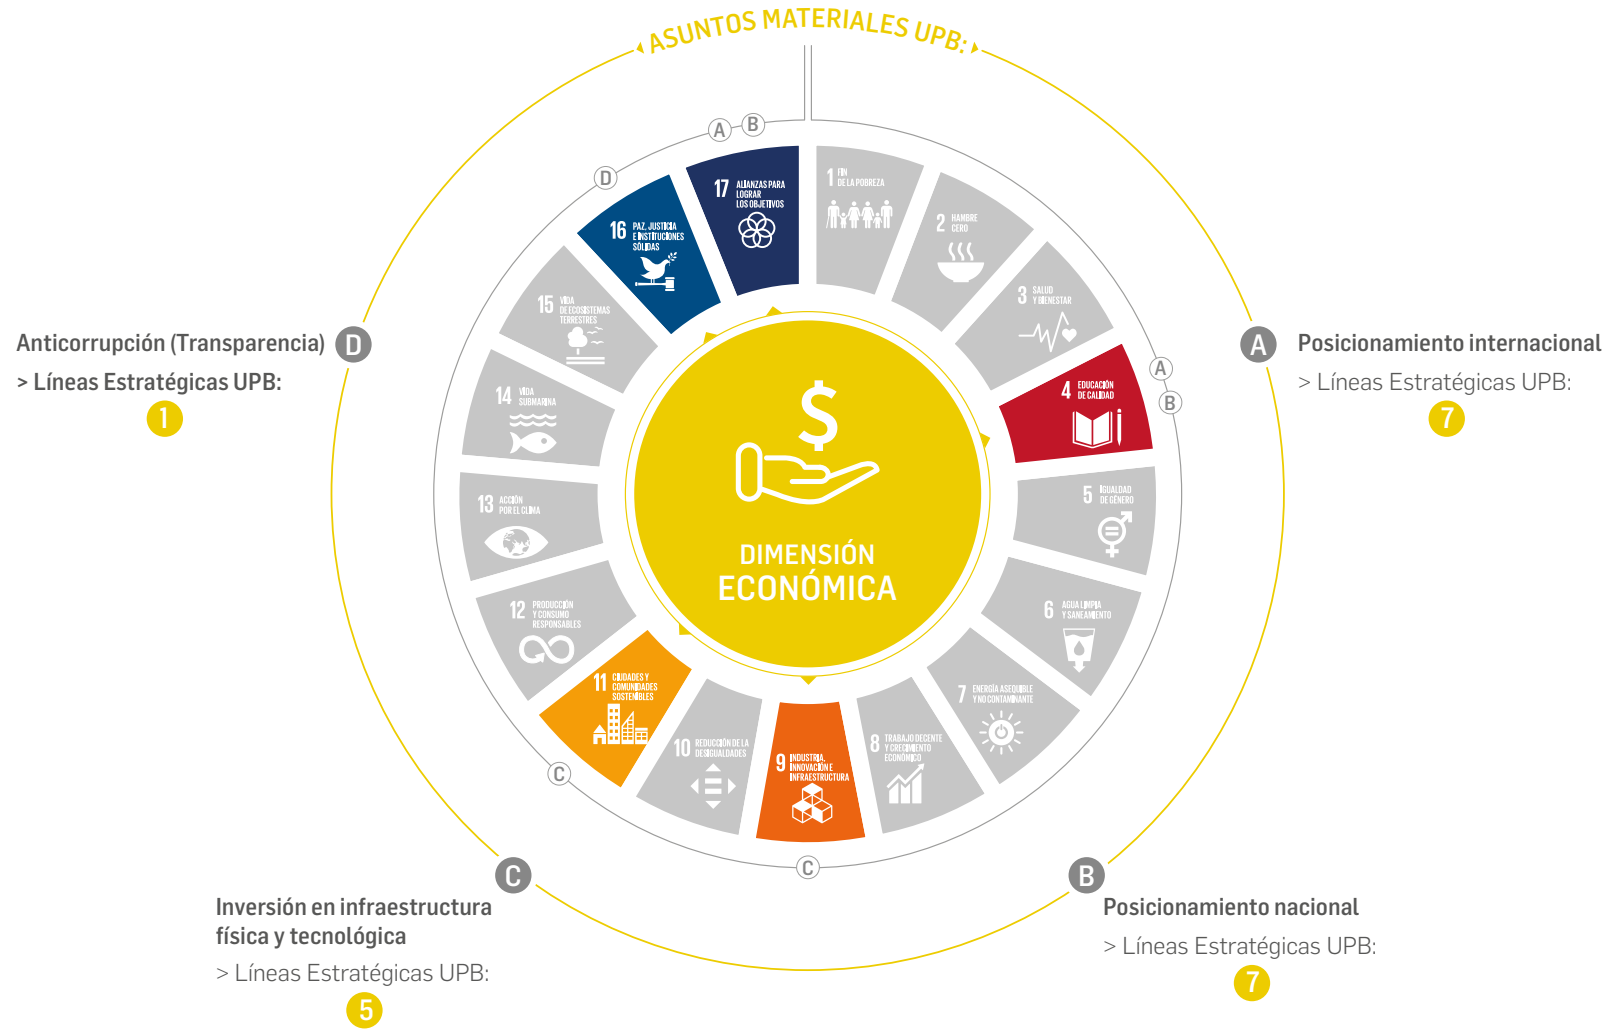 ASUNTOS MATERIALES UPB:
A
B
D
17 ALIANZAS PARA
LOGRAR
LOS OBJETIVOS
1 FIN
DE LA POBREZA
16 PAZ, JUSTICIA
E INSTITUCIONES
SÓLIDAS
2 HAMBRE
CERO
15 VIDA
DE ECOSISTEMAS
TERRESTRES
3 SALUD
Y BIENESTAR
Anticorrupción (Transparencia) D
> Líneas Estratégicas UPB:
1
A Posicionamiento internacional
> Líneas Estratégicas UPB:
7
14 VIDA
SUBMARINA
4 EDUCACIÓN
DE CALIDAD
A
B
$
13 ACCIÓN
POR EL CLIMA
5 IGUALDAD
DE GÉNERO
DIMENSIÓN
ECONÓMICA
12 PRODUCCIÓN
Y CONSUMO
RESPONSABLES
6 AGUA LIMPIA
Y SANEAMIENTO
11 CIUDADES Y
COMUNIDADES
SOSTENIBLES
7 ENERGÍA ASEQUIBLE
Y NO CONTAMINANTE
10 REDUCCIÓN DE LA
DESIGUALDADES
9 INDUSTRIA,
INNOVACIÓN E
INFRAESTRUCTURA
8 TRABAJO DECENTE
Y CRECIMIENTO
ECONÓMICO
C
C
C
Inversión en infraestructura
física y tecnológica
> Líneas Estratégicas UPB:
5
B
Posicionamiento nacional
> Líneas Estratégicas UPB:
7